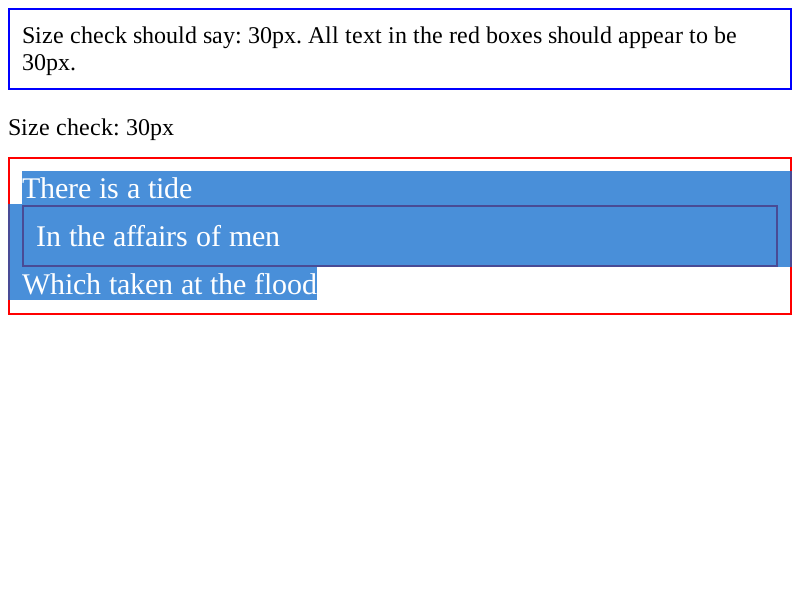 Size check should say: 30px. All text in the red boxes should appear to be
30px.
Size check: 30px
There is a tide
In the affairs of men
Which taken at the flood